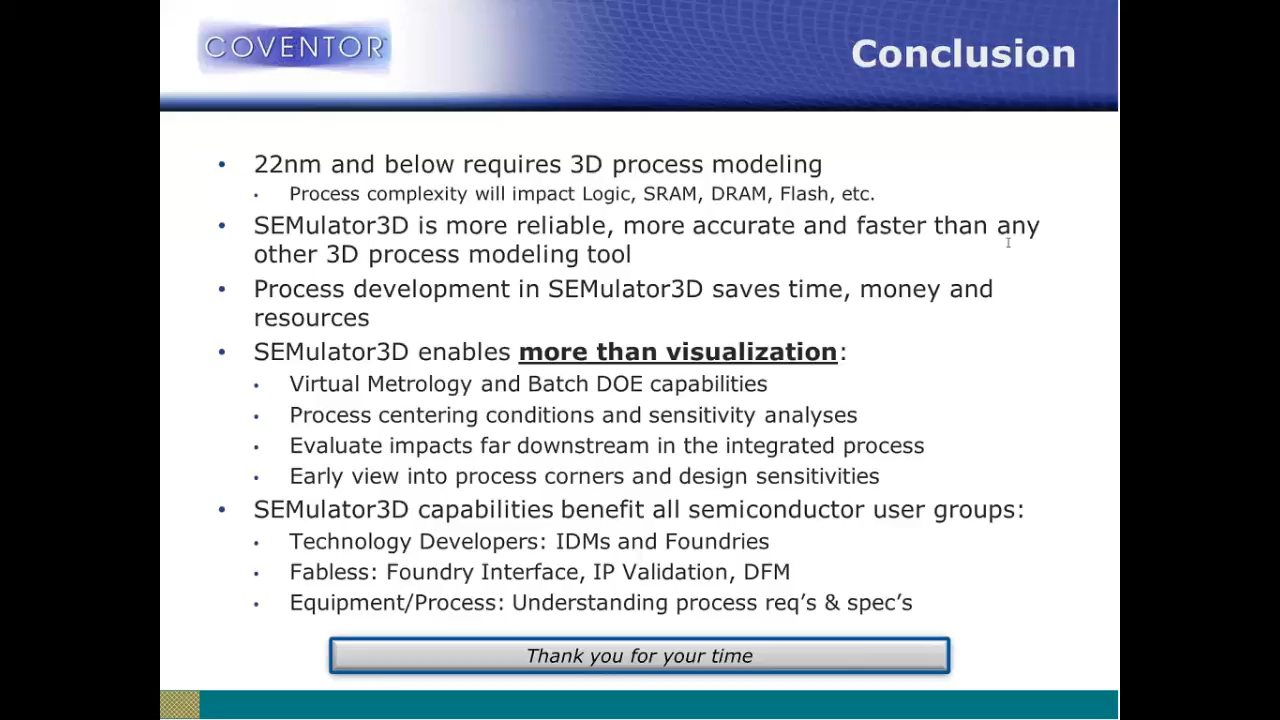 COVENTOR
Conclusion
• 22nm and below requires 3D process modeling
• Process complexity will impact Logic, SRAM, DRAM, Flash, etc.
• SEMulator3D is more reliable, more accurate and faster than any
other 3D process modeling tool
• Process development in SEMulator3D saves time, money and
resources
• SEMulator3D enables more than visualization:
• Virtual Metrology and Batch DOE capabilities
• Process centering conditions and sensitivity analyses
• Evaluate impacts far downstream in the integrated process
• Early view into process corners and design sensitivities
• SEMulator3D capabilities benefit all semiconductor user groups:
• Technology Developers: IDMs and Foundries
• Fabless: Foundry Interface, IP Validation, DFM
• Equipment/Process: Understanding process req’s & spec’s
Thank you for your time